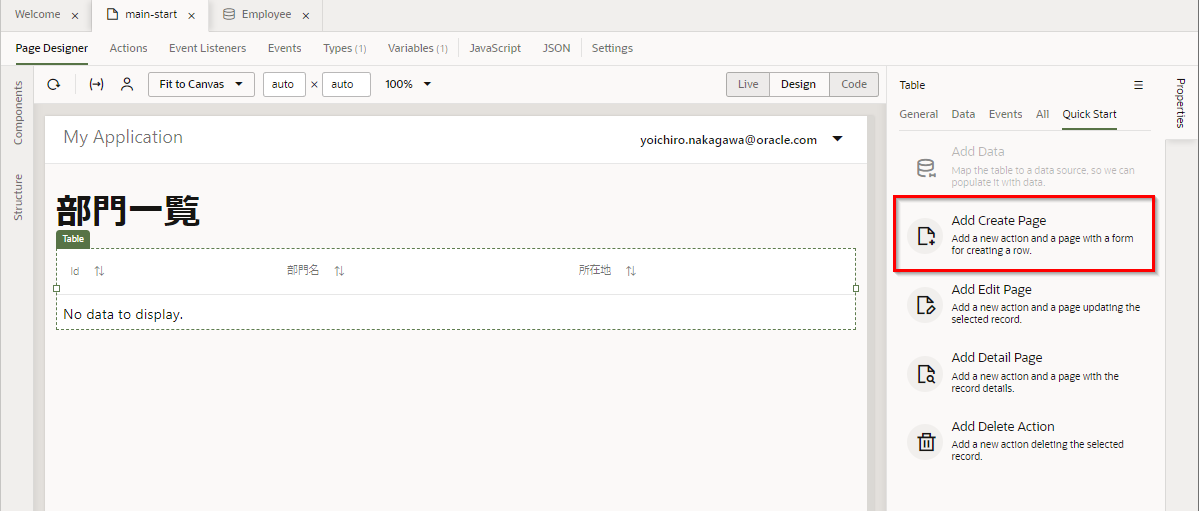 Welcome × main-start × Employee ×
Page Designer Actions Event Listeners Events Types (1) Variables (1) JavaScript JSON Settings
Components
Structure
Fit to Canvas auto × auto 100% Live Design Code
My Application yoichiro.nakagawa@oracle.com
部門一覧
Table
Id 部門名 所在地
No data to display.
Table
General Data Events All Quick Start
Add Data
Map the table to a data source, so we can
populate it with data.
Add Create Page
Add a new action and a page with a form
for creating a row.
Add Edit Page
Add a new action and a page updating the
selected record.
Add Detail Page
Add a new action and a page with the
record details.
Add Delete Action
Add a new action deleting the selected
record.
Properties